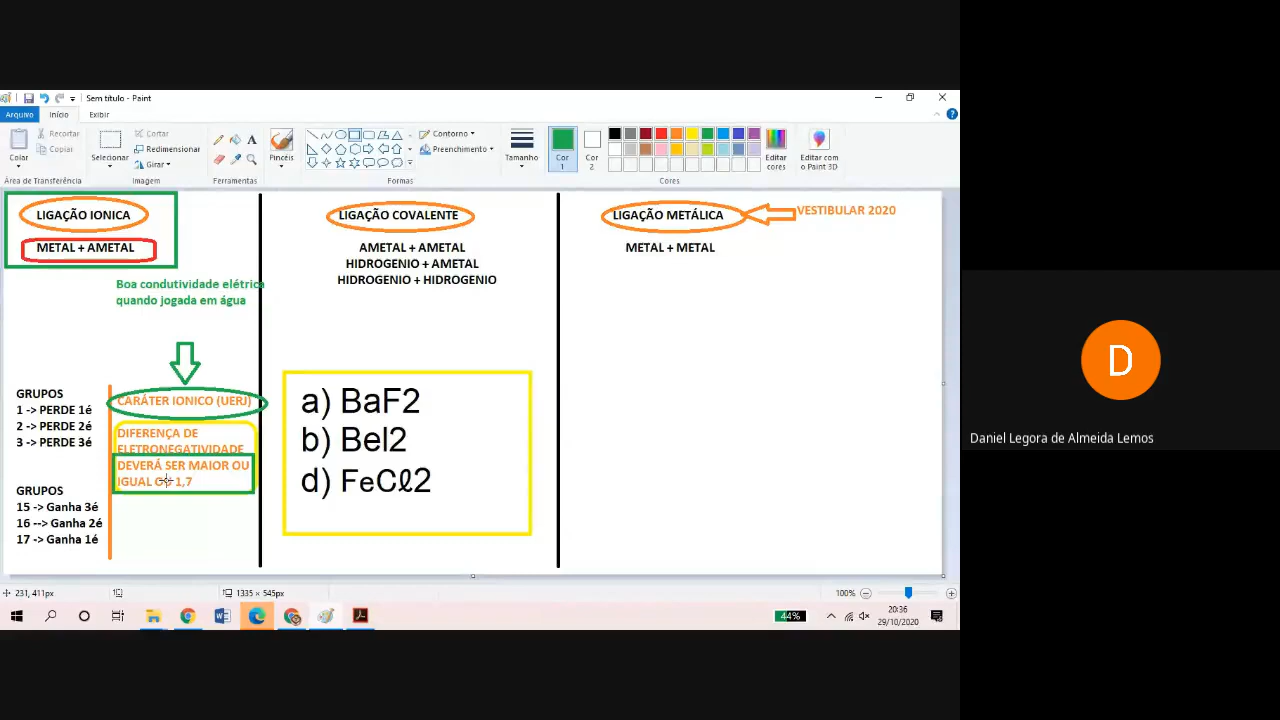 Sem título - Paint
Arquivo
Início
Exibir
Colar
Recortar
Copiar
Área de Transferência
Selecionar
Cortar
Redimensionar
Girar
Imagem
A
Ferramentas
Pincéis
Contorno
Preenchimento
Formas
Tamanho
Cor
1
Cor
2
Editar
cores
Editar com
o Paint 3D
Cores
LIGAÇÃO IONICA
METAL + AMETAL
Boa condutividade elétrica
quando jogada em água
GRUPOS
1 -> PERDE 1é
2 -> PERDE 2é
3 -> PERDE 3é
GRUPOS
15 -> Ganha 3é
16 --> Ganha 2é
17 -> Ganha 1é
CARÁTER IONICO (UERJ)
DIFERENÇA DE
ELETRONEGATIVIDADE
DEVERÁ SER MAIOR OU
IGUAL 1,7
LIGAÇÃO COVALENTE
AMETAL + AMETAL
HIDROGENIO + AMETAL
HIDROGENIO + HIDROGENIO
a) BaF2
b) BeI2
d) FeCℓ2
LIGAÇÃO METÁLICA
VESTIBULAR 2020
METAL + METAL
231, 411px
1335 × 545px
100%
44%
20:36
29/10/2020
D
Daniel Legora de Almeida Lemos